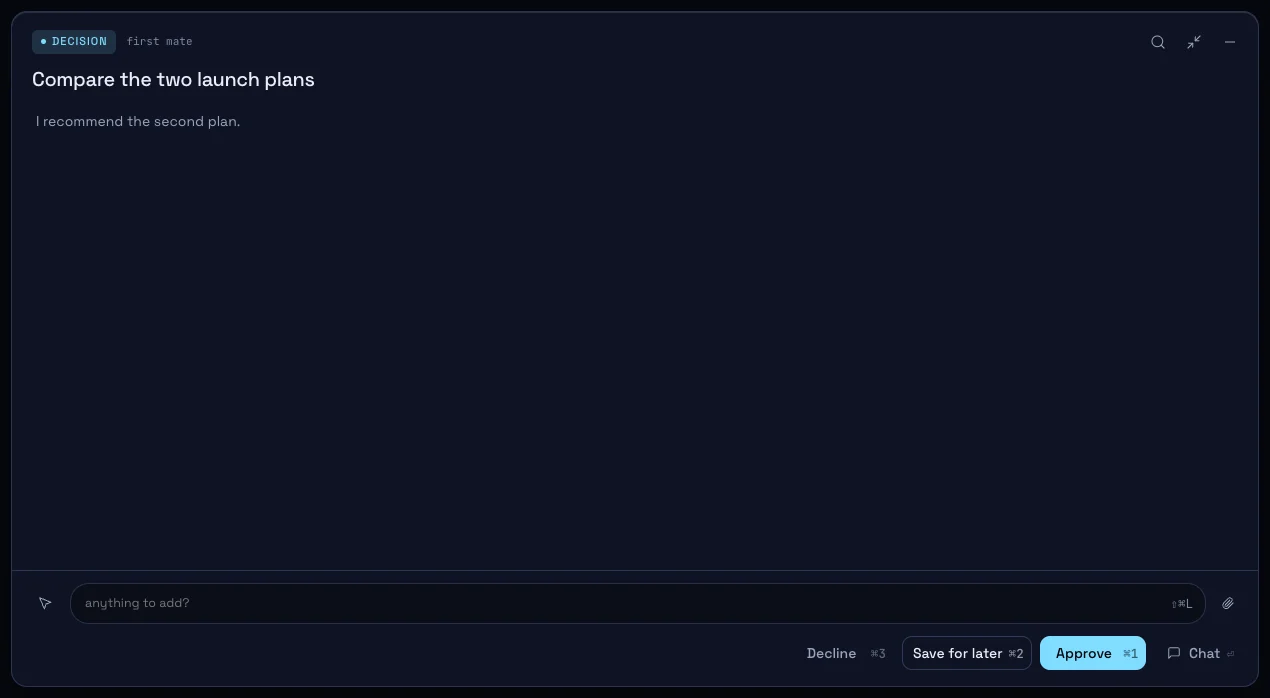 DECISION first mate
Compare the two launch plans
I recommend the second plan.
anything to add? ⇧⌘L
Decline ⌘3 Save for later ⌘2 Approve ⌘1 Chat ⏎